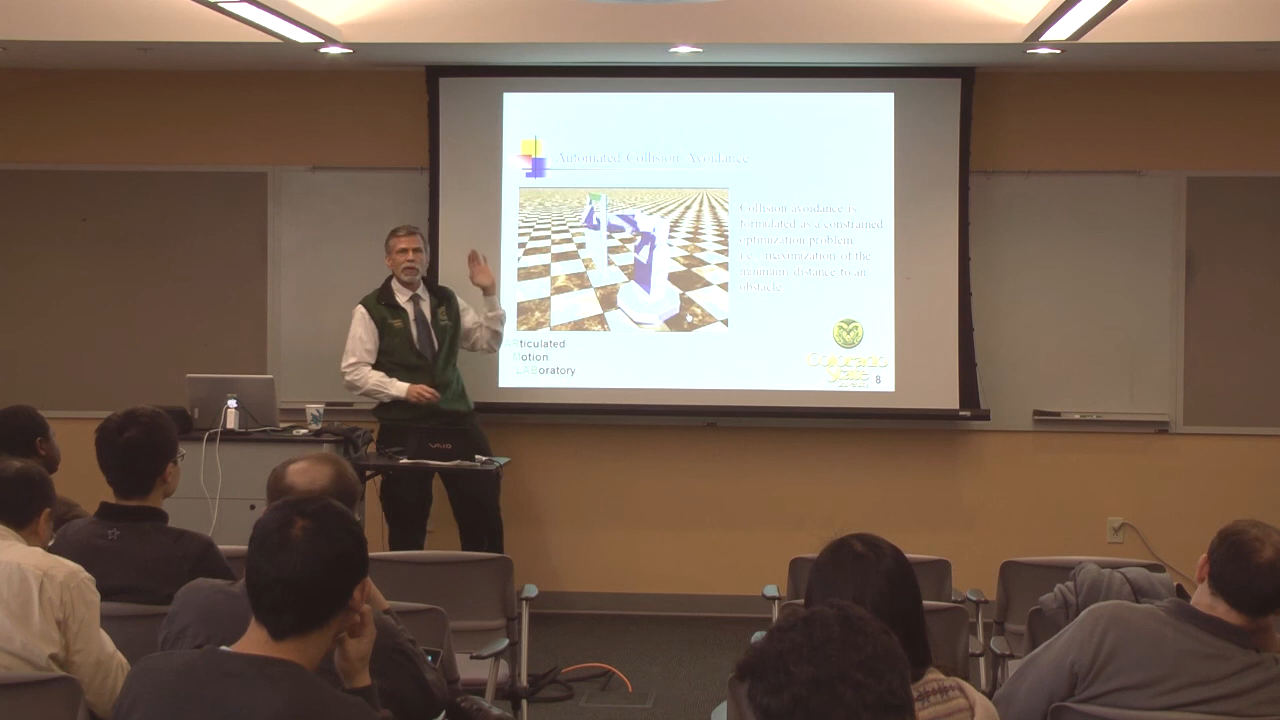 Automated Collision Avoidance
Collision avoidance is
formulated as a constrained
optimization problem,
i.e., maximization of the
minimum distance to an
obstacle
ARticulated
Motion
LABoratory
Colorado
State
8
VAIO